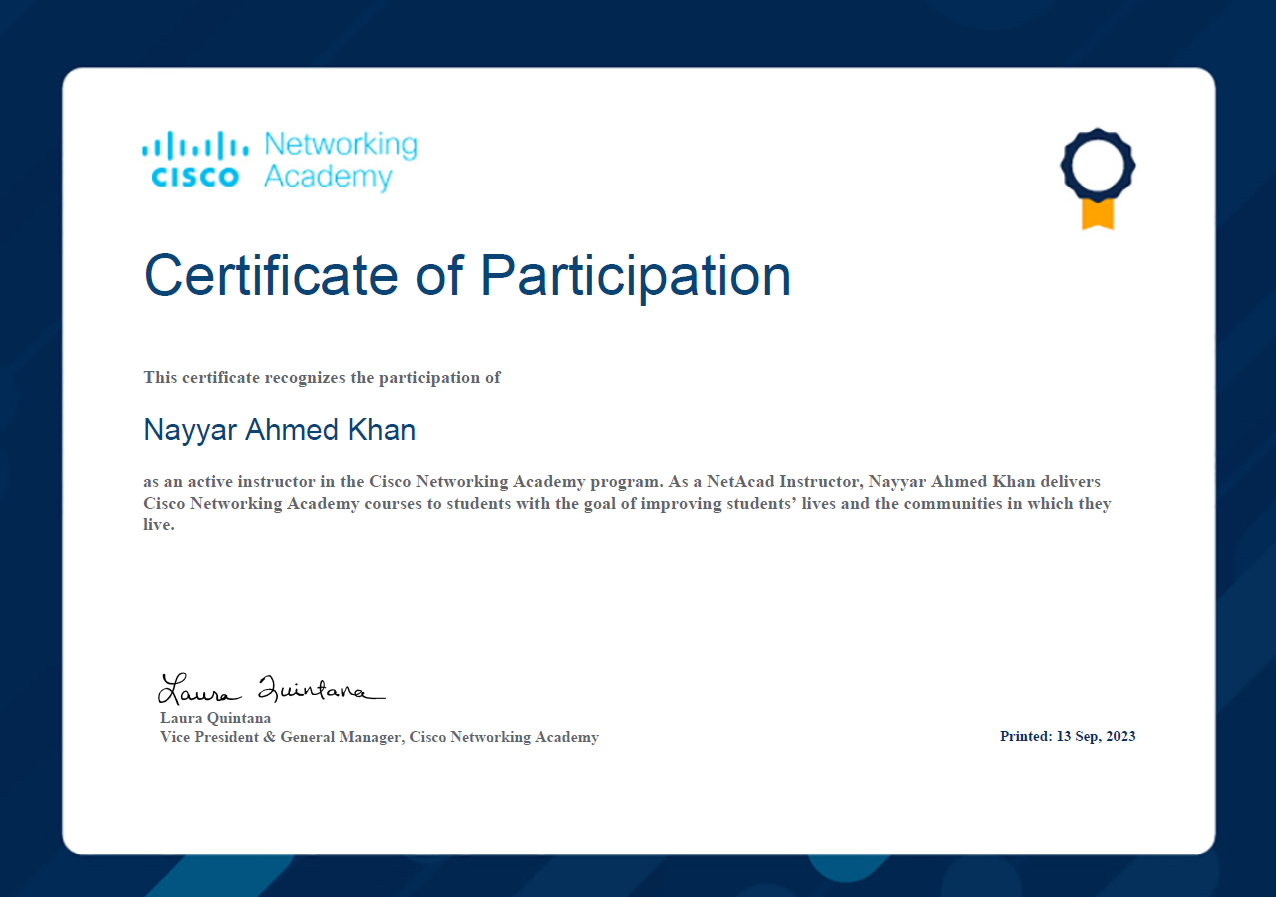 CISCO Networking Academy
Certificate of Participation
This certificate recognizes the participation of
Nayyar Ahmed Khan
as an active instructor in the Cisco Networking Academy program. As a NetAcad Instructor, Nayyar Ahmed Khan delivers
Cisco Networking Academy courses to students with the goal of improving students’ lives and the communities in which they
live.
Laura Quintana
Laura Quintana
Vice President & General Manager, Cisco Networking Academy
Printed: 13 Sep, 2023